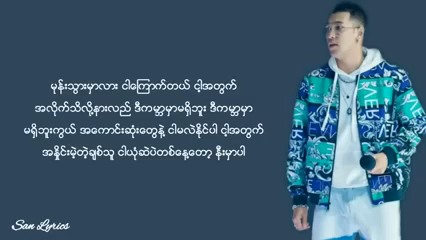 မုန်းသွားမှာလား ငါကြောက်တယ် ငါ့အတွက်
အလိုက်သိလို့နားလည် ဒီကမ္ဘာမှာမရှိဘူး ဒီကမ္ဘာမှာ
မရှိဘူးကွယ် အကောင်းဆုံးတွေနဲ့ ငါမလဲနိုင်ပါ ငါ့အတွက်
အနှိုင်းမဲ့တဲ့ချစ်သူ ငါယုံဆဲပဲတစ်နေ့တော့ နီးမှာပါ
San Lyrics